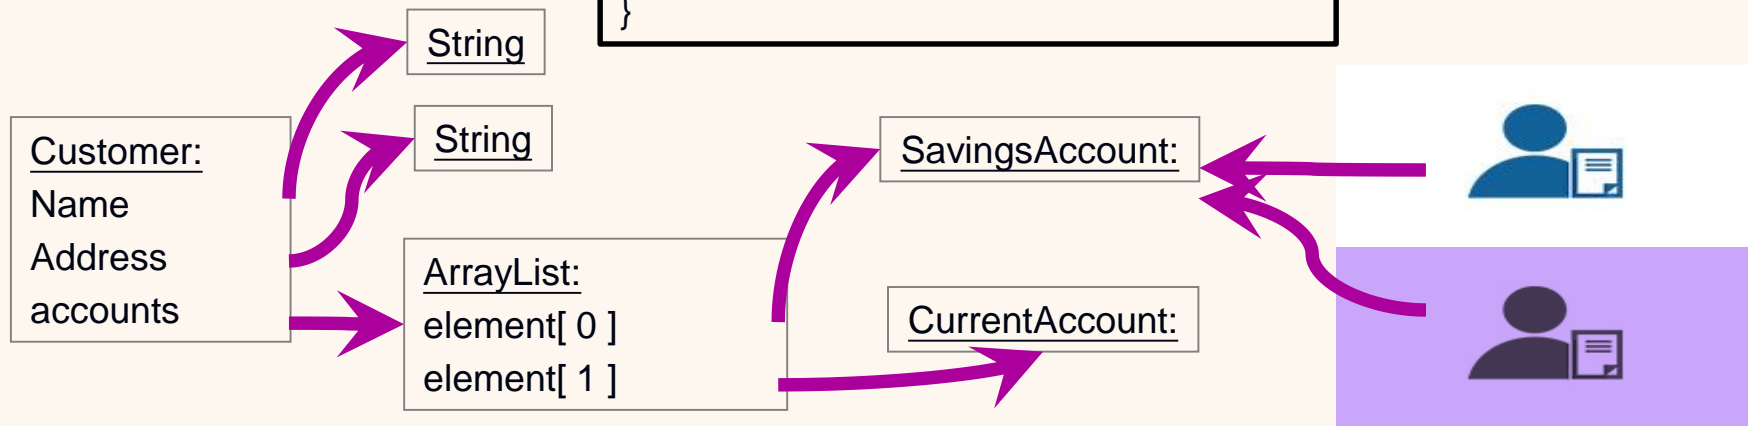 }
String
String
Customer:
Name
Address
accounts
ArrayList:
element[ 0 ]
element[ 1 ]
SavingsAccount:
CurrentAccount: